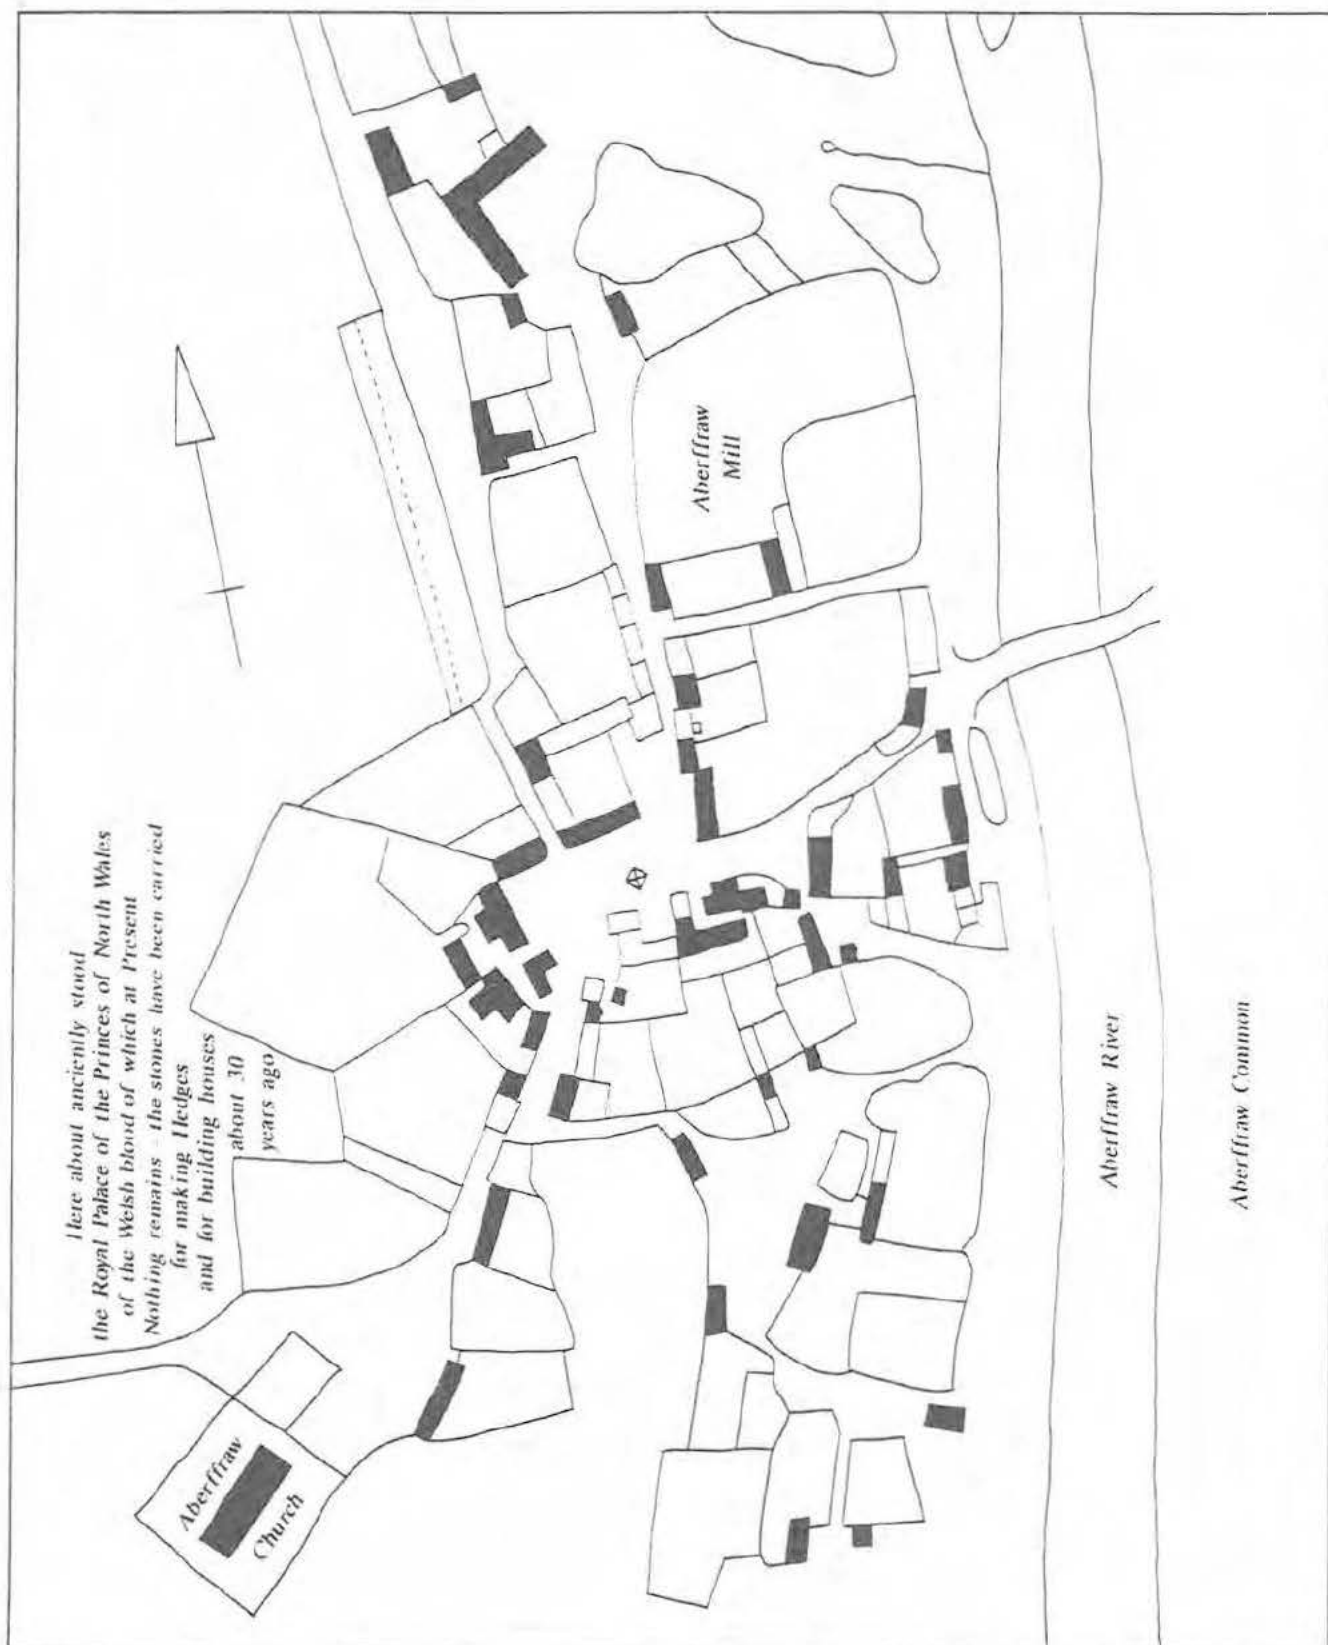 Here about anciently stood
the Royal Palace of the Princes of North Wales
of the Welsh blood of which at Present
Nothing remains - the stones have been carried
for making Hedges
and for building houses
about 30
years ago
Aberffraw
Mill
Aberffraw
Church
Aberffraw River
Aberffraw Common